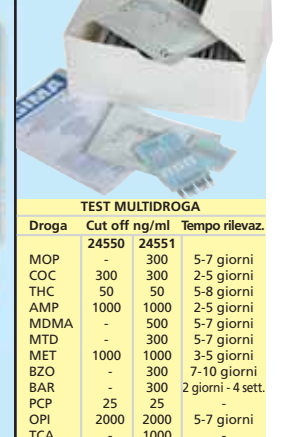 GIMA
TEST MULTIDROGA
Droga Cut off ng/ml Tempo rilevaz.
24550 24551
MOP - 300 5-7 giorni
COC 300 300 2-5 giorni
THC 50 50 5-8 giorni
AMP 1000 1000 2-5 giorni
MDMA - 500 5-7 giorni
MTD - 300 5-7 giorni
MET 1000 1000 3-5 giorni
BZO - 300 7-10 giorni
BAR - 300 2 giorni - 4 sett.
PCP 25 25 -
OPI 2000 2000 5-7 giorni
TCA - 1000 -